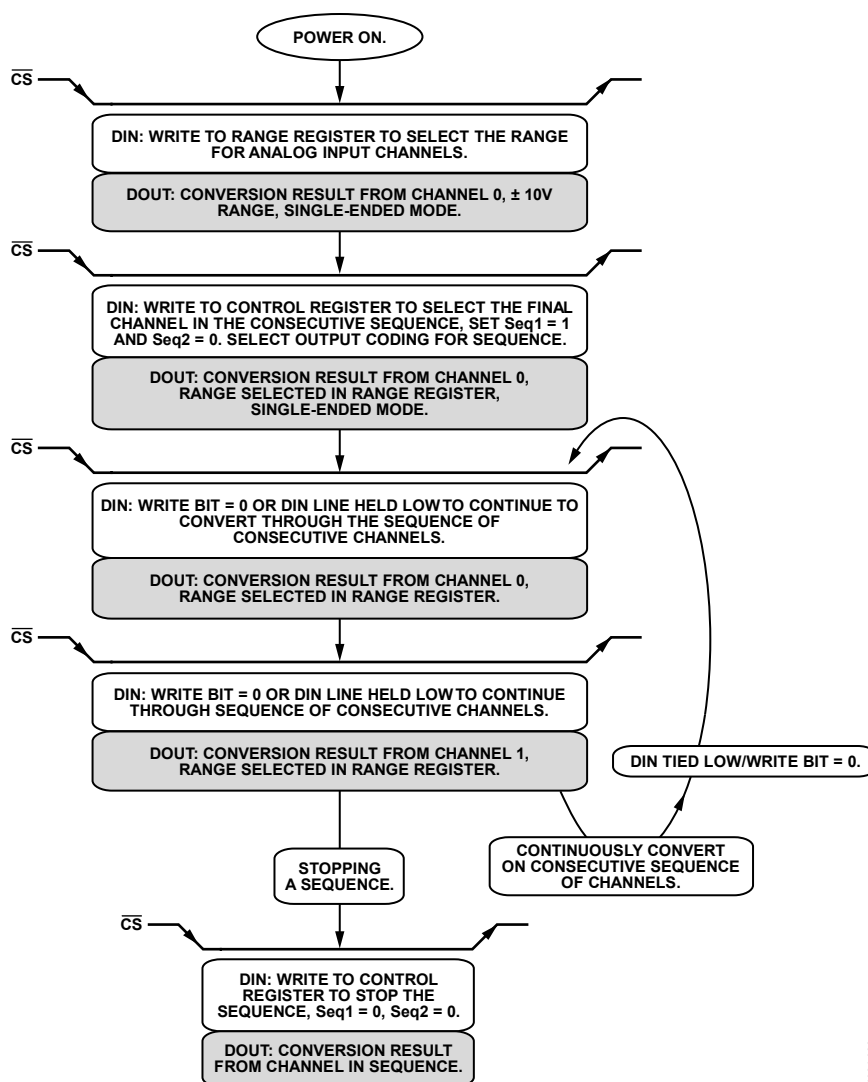 POWER ON.
CS
DIN: WRITE TO RANGE REGISTER TO SELECT THE RANGE
FOR ANALOG INPUT CHANNELS.
DOUT: CONVERSION RESULT FROM CHANNEL 0, ± 10V
RANGE, SINGLE-ENDED MODE.
CS
DIN: WRITE TO CONTROL REGISTER TO SELECT THE FINAL
CHANNEL IN THE CONSECUTIVE SEQUENCE, SET Seq1 = 1
AND Seq2 = 0. SELECT OUTPUT CODING FOR SEQUENCE.
DOUT: CONVERSION RESULT FROM CHANNEL 0,
RANGE SELECTED IN RANGE REGISTER,
SINGLE-ENDED MODE.
CS
DIN: WRITE BIT = 0 OR DIN LINE HELD LOW TO CONTINUE TO
CONVERT THROUGH THE SEQUENCE OF
CONSECUTIVE CHANNELS.
DOUT: CONVERSION RESULT FROM CHANNEL 0,
RANGE SELECTED IN RANGE REGISTER.
CS
DIN: WRITE BIT = 0 OR DIN LINE HELD LOW TO CONTINUE
THROUGH SEQUENCE OF CONSECUTIVE CHANNELS.
DOUT: CONVERSION RESULT FROM CHANNEL 1,
RANGE SELECTED IN RANGE REGISTER.
DIN TIED LOW/WRITE BIT = 0.
STOPPING
A SEQUENCE.
CONTINUOUSLY CONVERT
ON CONSECUTIVE SEQUENCE
OF CHANNELS.
CS
DIN: WRITE TO CONTROL
REGISTER TO STOP THE
SEQUENCE, Seq1 = 0, Seq2 = 0.
DOUT: CONVERSION RESULT
FROM CHANNEL IN SEQUENCE.